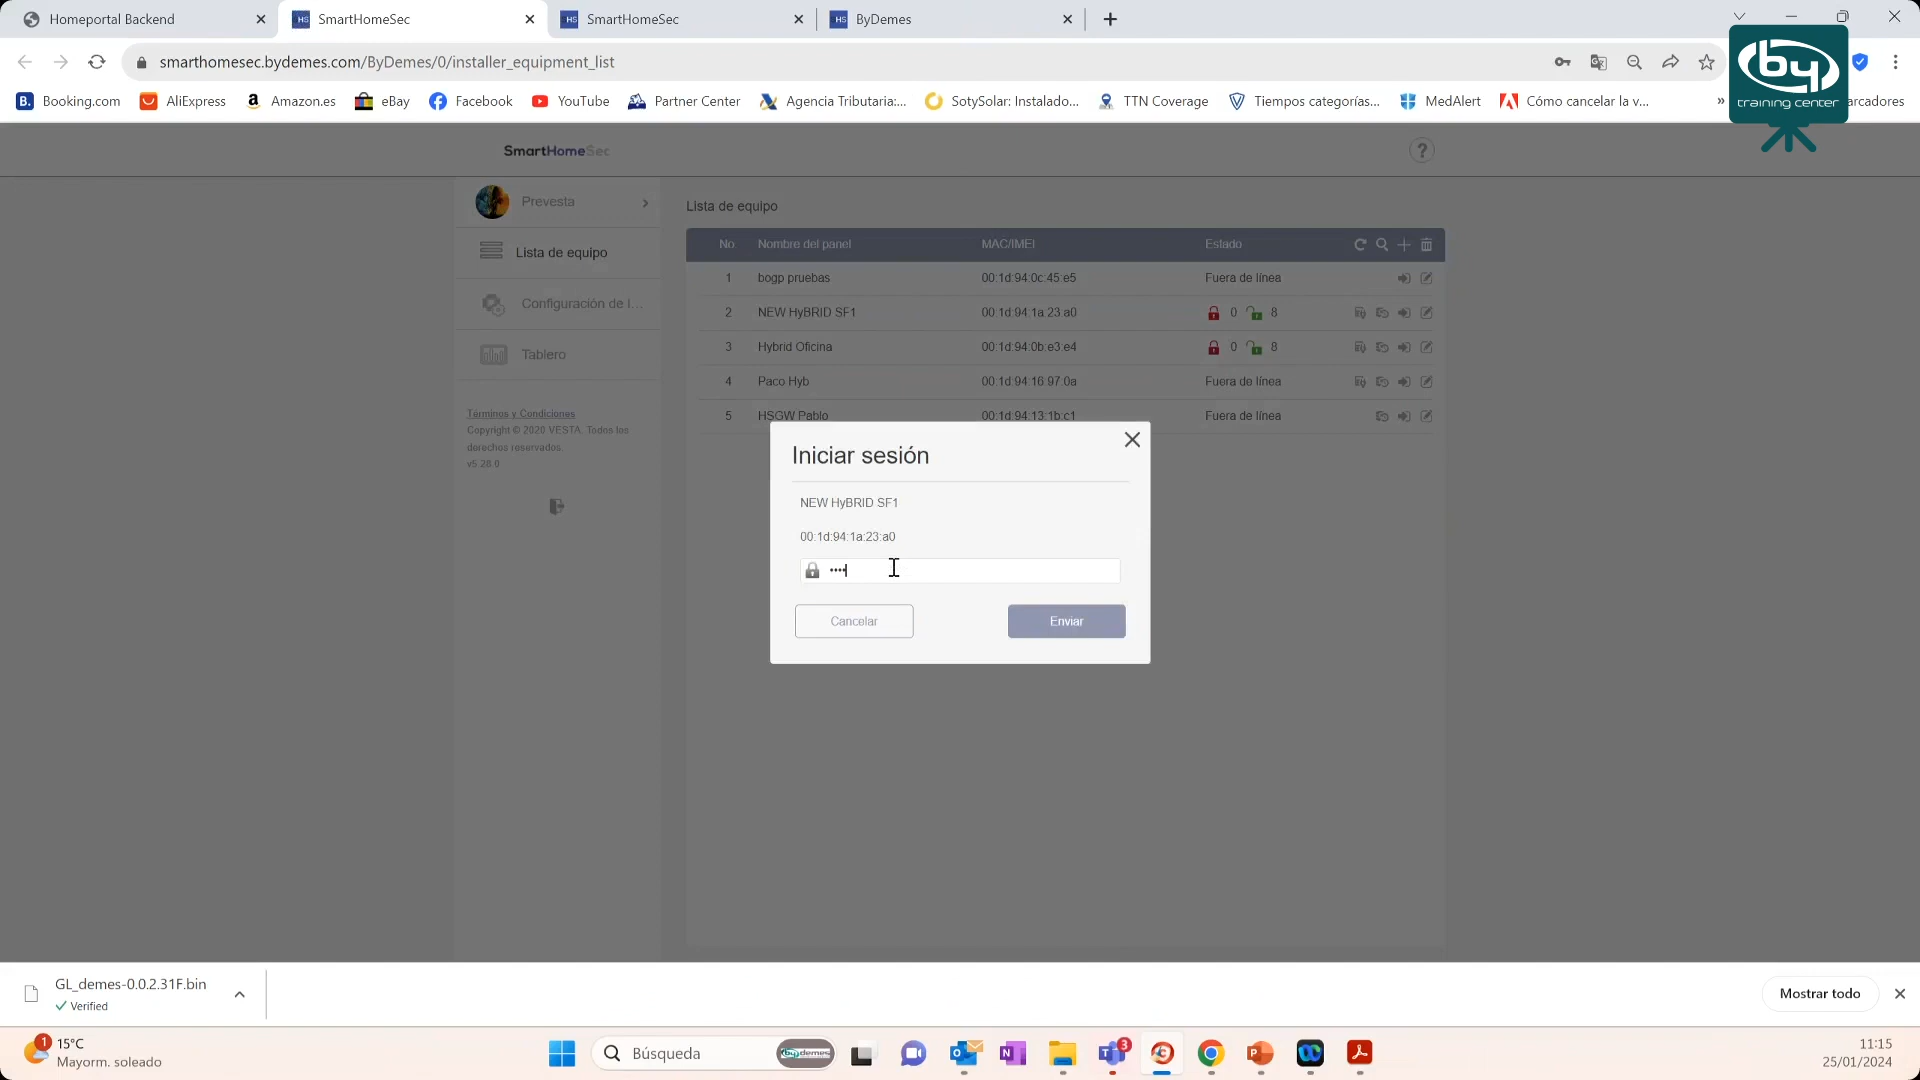 Homeportal Backend
SmartHomeSec
SmartHomeSec
ByDemes
smarthomesec.bydemes.com/ByDemes/0/installer_equipment_list
by
training center
Booking.com
AliExpress
Amazon.es
eBay
Facebook
YouTube
Partner Center
Agencia Tributaria:...
SotySolar: Instalado...
TTN Coverage
Tiempos categorías...
MedAlert
Cómo cancelar la v...
»
arcadores
SmartHomeSec
?
Prevesta
Lista de equipo
Configuración de l...
Tablero
Términos y Condiciones
Copyright © 2020 VESTA. Todos los
derechos reservados.
v5.28.0
Lista de equipo
No. Nombre del panel MAC/IMEI Estado
1 bogp pruebas 00:1d:94:0c:45:e5 Fuera de línea
2 NEW HyBRID SF1 00:1d:94:1a:23:a0 0 8
3 Hybrid Oficina 00:1d:94:0b:e3:e4 0 8
4 Paco Hyb 00:1d:94:16:97:0a Fuera de línea
5 HSGW Pablo 00:1d:94:13:1b:c1 Fuera de línea
Iniciar sesión
NEW HyBRID SF1
00:1d:94:1a:23:a0
••••
Cancelar
Enviar
GL_demes-0.0.2.31F.bin
Verified
Mostrar todo
1
15°C
Mayorm. soleado
Búsqueda
by demes
3
11:15
25/01/2024